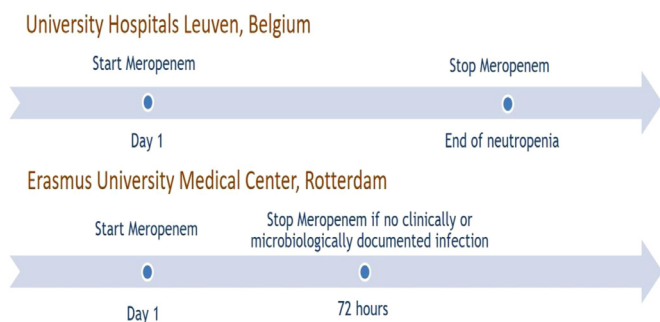 University Hospitals Leuven, Belgium
Start Meropenem
Stop Meropenem
Day 1
End of neutropenia
Erasmus University Medical Center, Rotterdam
Start Meropenem
Stop Meropenem if no clinically or
microbiologically documented infection
Day 1
72 hours